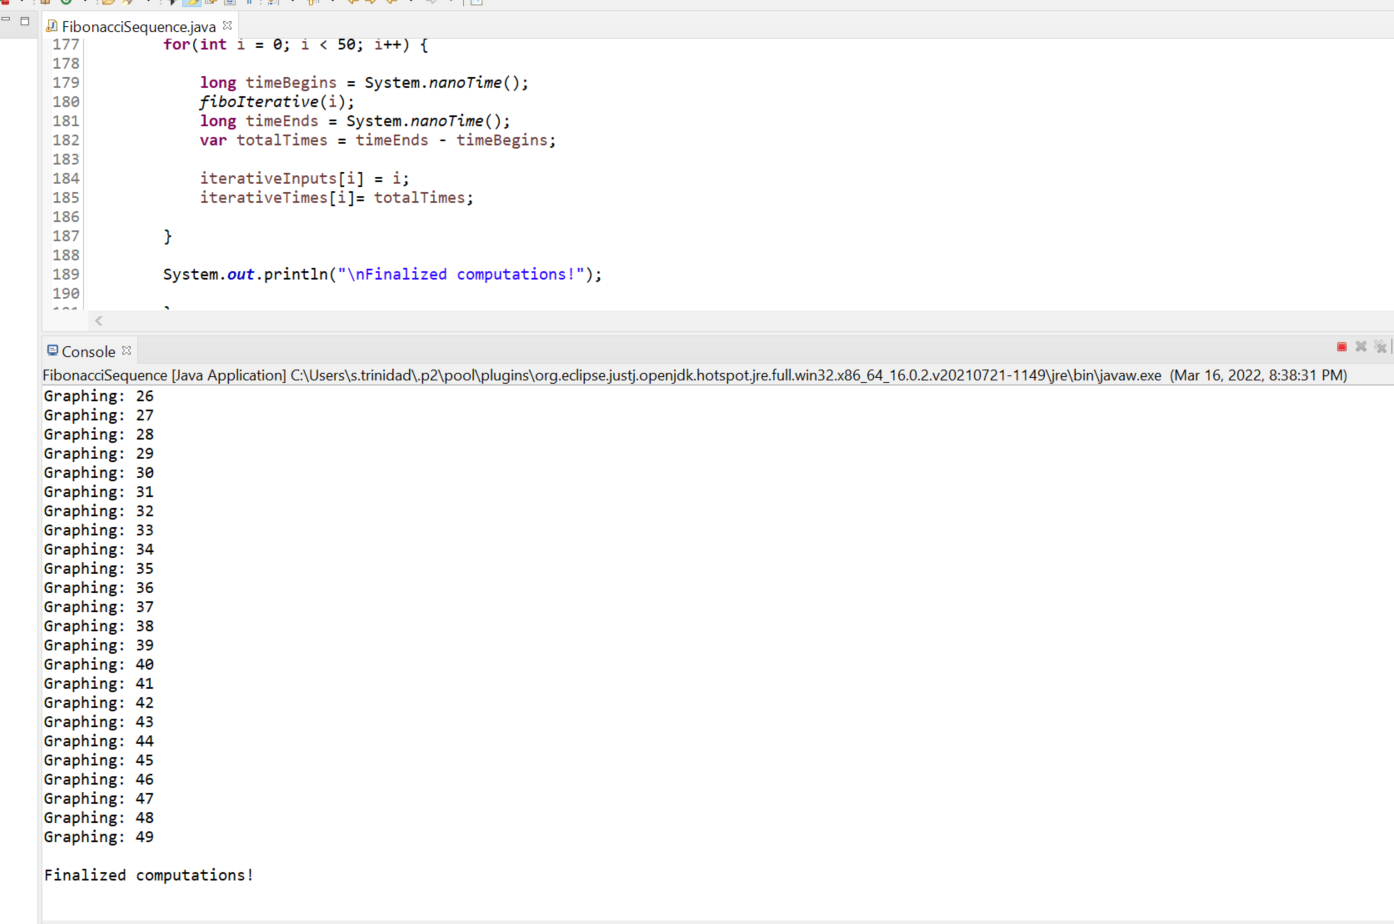 FibonacciSequence.java
177 for(int i = 0; i < 50; i++) {
178
179 long timeBegins = System.nanoTime();
180 fiboIterative(i);
181 long timeEnds = System.nanoTime();
182 var totalTimes = timeEnds - timeBegins;
183
184 iterativeInputs[i] = i;
185 iterativeTimes[i]= totalTimes;
186
187 }
188
189 System.out.println("\nFinalized computations!");
190
Console
FibonacciSequence [Java Application] C:\Users\s.trinidad\.p2\pool\plugins\org.eclipse.justj.openjdk.hotspot.jre.full.win32.x86_64_16.0.2.v20210721-1149\jre\bin\javaw.exe (Mar 16, 2022, 8:38:31 PM)
Graphing: 26
Graphing: 27
Graphing: 28
Graphing: 29
Graphing: 30
Graphing: 31
Graphing: 32
Graphing: 33
Graphing: 34
Graphing: 35
Graphing: 36
Graphing: 37
Graphing: 38
Graphing: 39
Graphing: 40
Graphing: 41
Graphing: 42
Graphing: 43
Graphing: 44
Graphing: 45
Graphing: 46
Graphing: 47
Graphing: 48
Graphing: 49
Finalized computations!